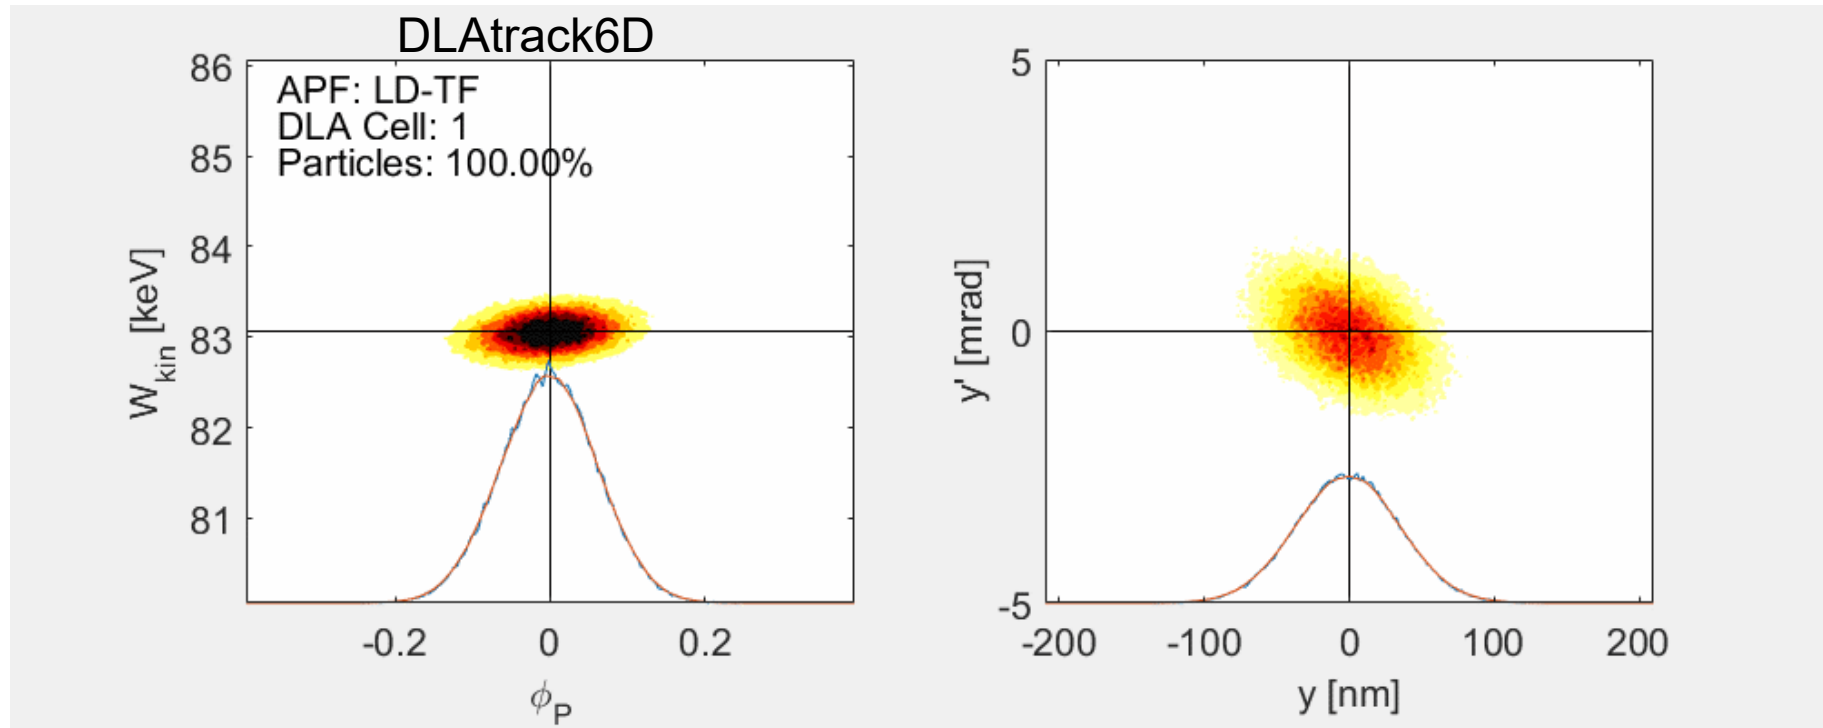 DLAtrack6D
APF: LD-TF
DLA Cell: 1
Particles: 100.00%
86
85
84
83
82
81
W_kin [keV]
-0.2 0 0.2
ϕ_P
5
0
-5
y' [mrad]
-200 -100 0 100 200
y [nm]